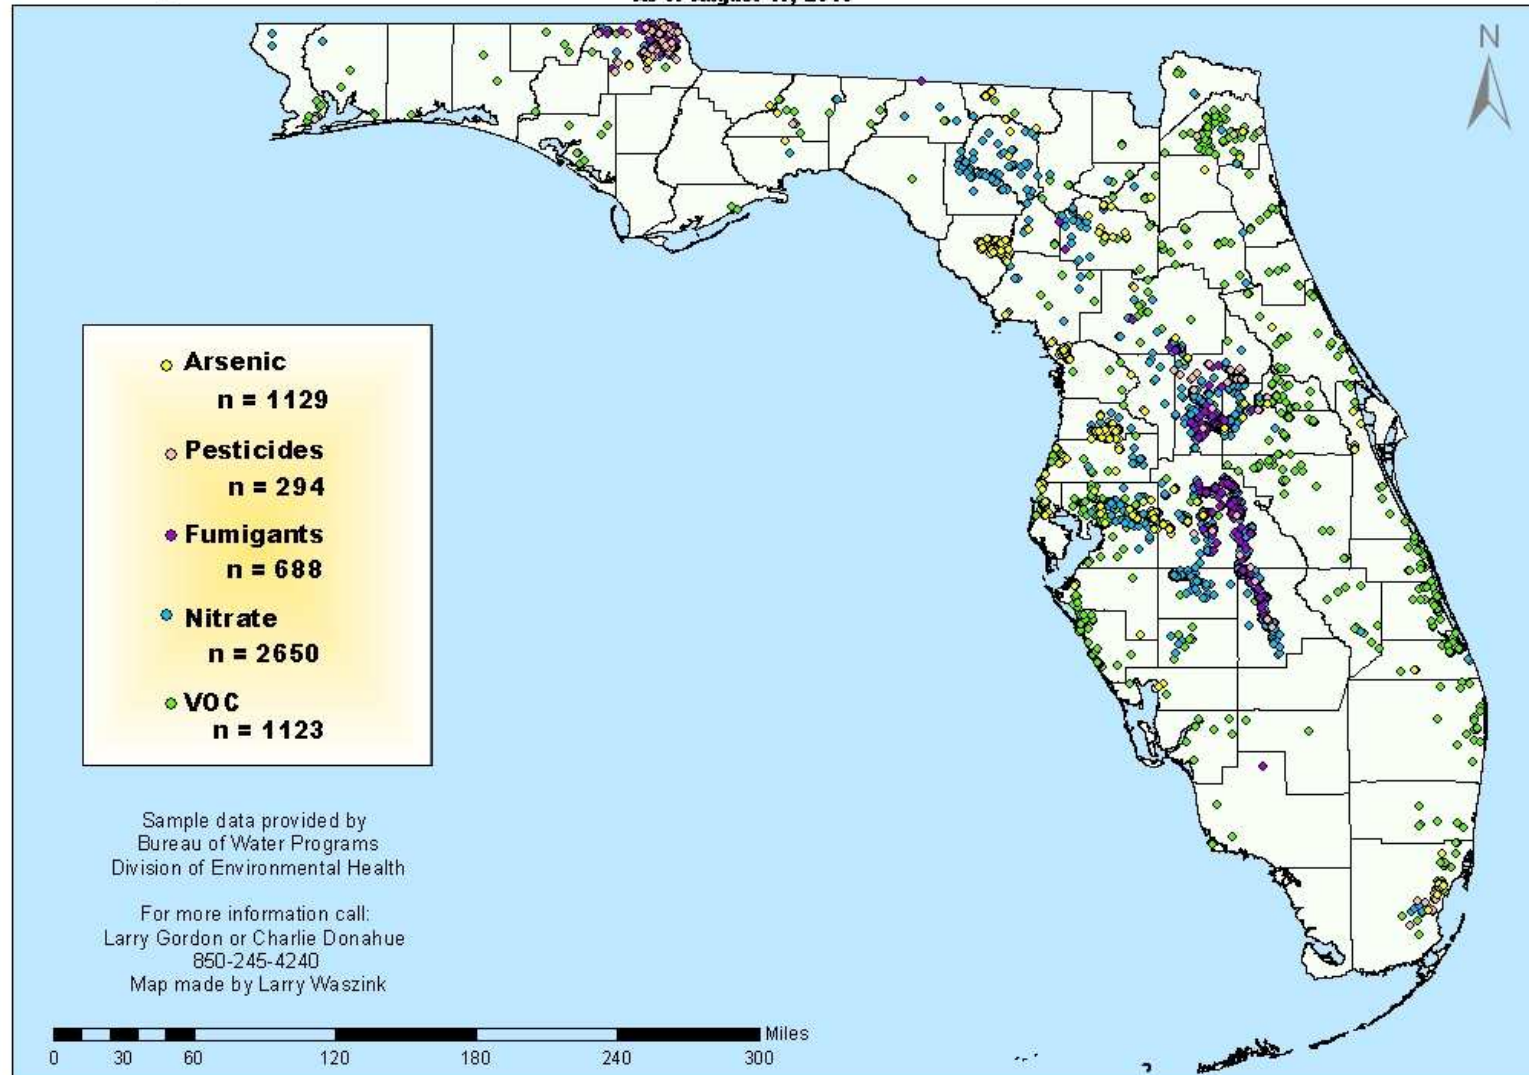 N
Arsenic
n = 1129
Pesticides
n = 294
Fumigants
n = 688
Nitrate
n = 2650
VOC
n = 1123
Sample data provided by
Bureau of Water Programs
Division of Environmental Health
For more information call:
Larry Gordon or Charlie Donahue
850-245-4240
Map made by Larry Waszink
Miles
0 30 60 120 180 240 300